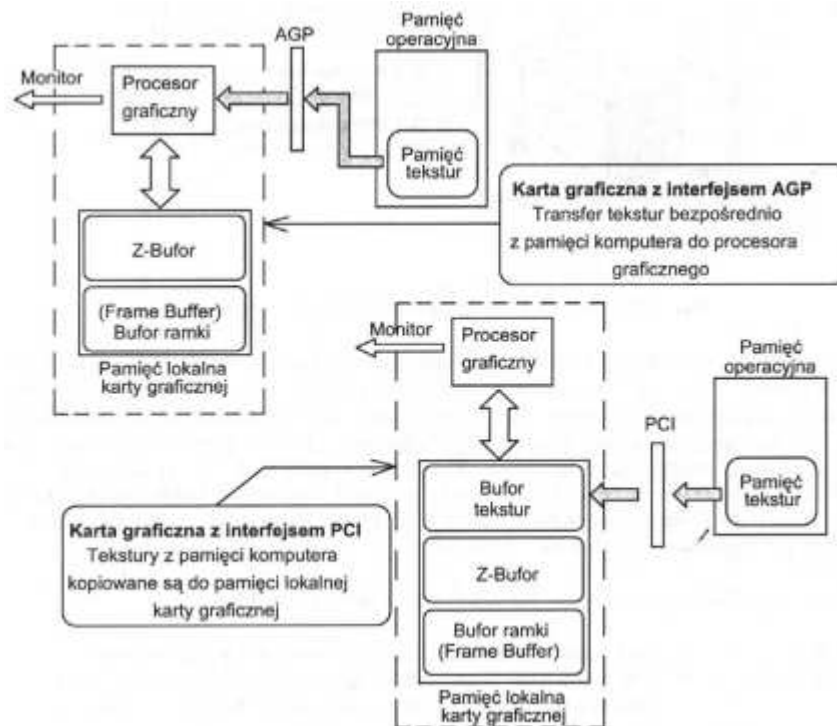 Pamięć
operacyjna
AGP
Monitor
Procesor
graficzny
Pamięć
tekstur
Karta graficzna z interfejsem AGP
Transfer tekstur bezpośrednio
z pamięci komputera do procesora
graficznego
Z-Bufor
(Frame Buffer)
Bufor ramki
Pamięć lokalna
karty graficznej
Monitor
Procesor
graficzny
Pamięć
operacyjna
PCI
Pamięć
tekstur
Bufor
tekstur
Karta graficzna z interfejsem PCI
Tekstury z pamięci komputera
kopiowane są do pamięci lokalnej
karty graficznej
Z-Bufor
Bufor ramki
(Frame Buffer)
Pamięć lokalna
karty graficznej